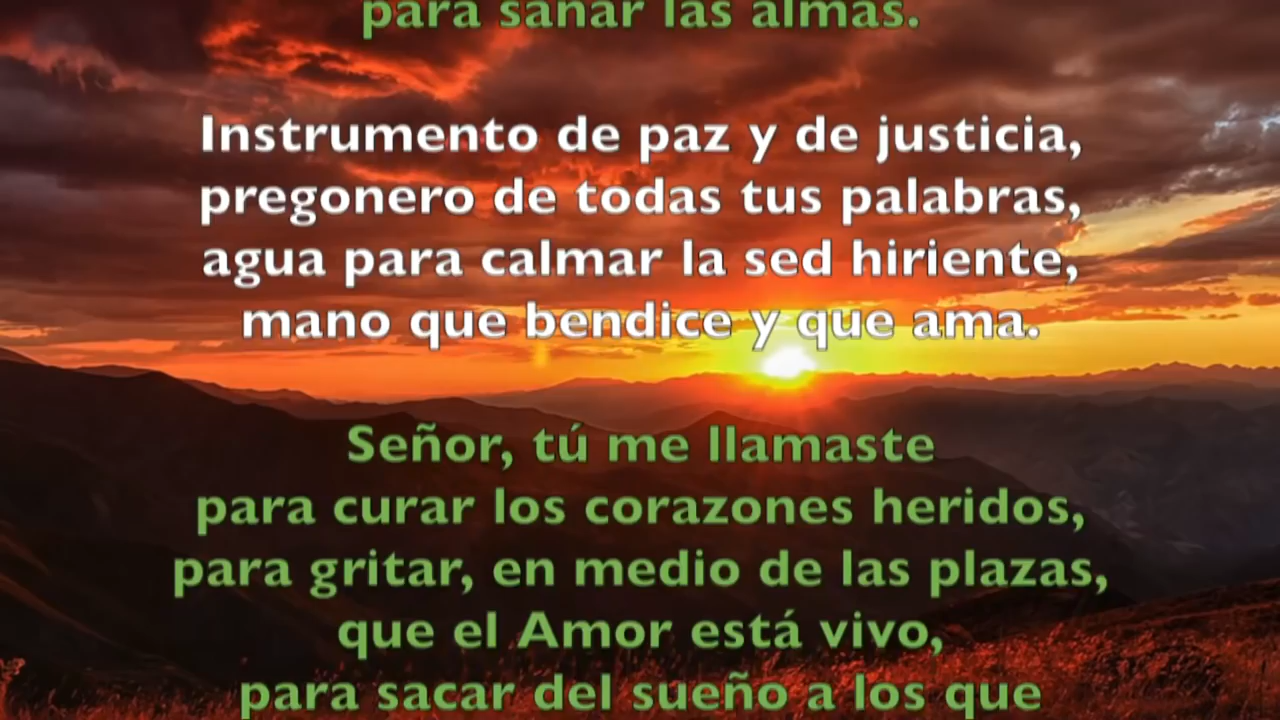 para sanar las almas.
Instrumento de paz y de justicia,
pregonero de todas tus palabras,
agua para calmar la sed hiriente,
mano que bendice y que ama.
Señor, tú me llamaste
para curar los corazones heridos,
para gritar, en medio de las plazas,
que el Amor está vivo,
para sacar del sueño a los que